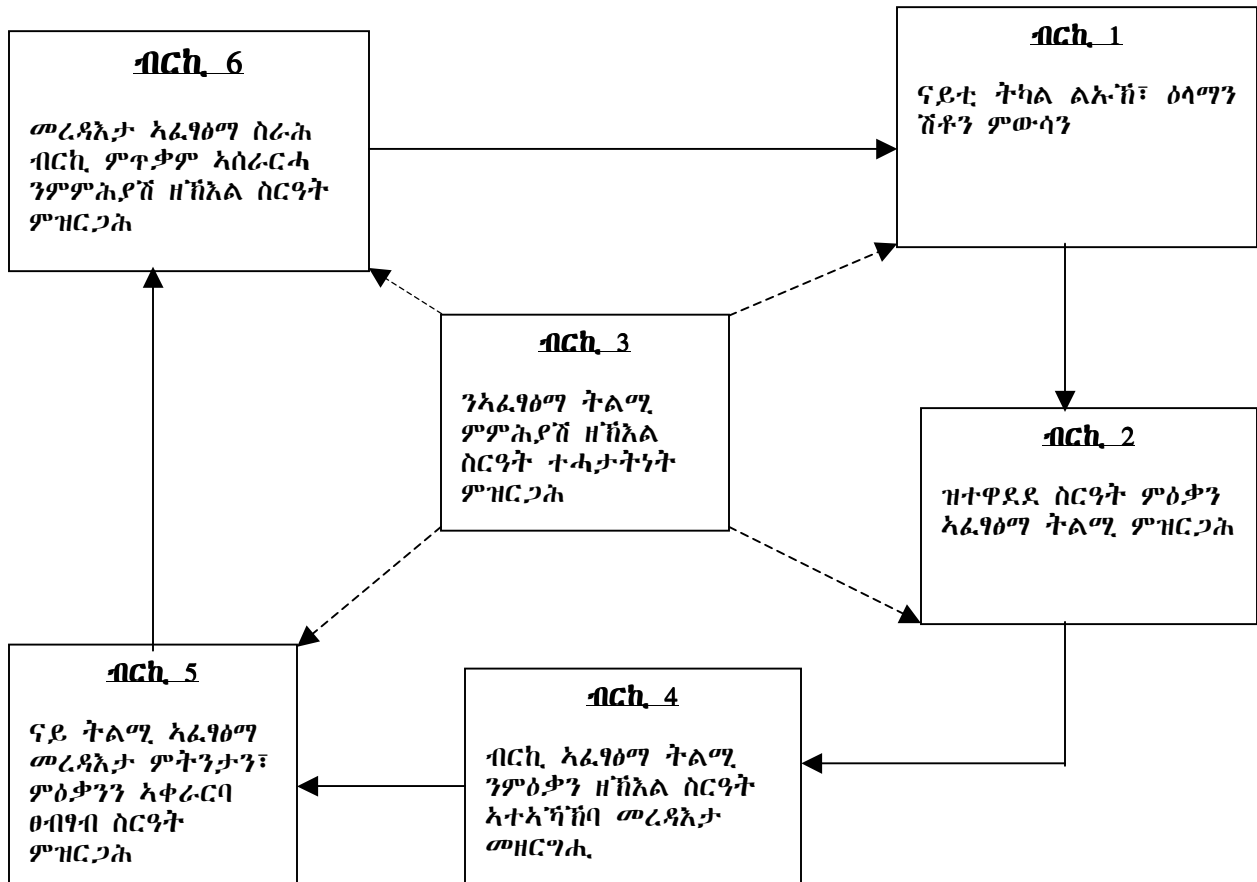 ብርኪ 6
መረዳእታ ኣፈፃፅማ ስራሕ
ብርኪ ምጥቃም ኣሰራርሓ
ንምምሕያሽ ዘኽእል ስርዓት
ምዝርጋሕ
ብርኪ 1
ናይቲ ትካል ልኡኽ፣ ዕላማን
ሽቶን ምውሳን
ብርኪ 3
ንኣፈፃፅማ ትልሚ
ምምሕያሽ ዘኽእል
ስርዓት ተሓታትነት
ምዝርጋሕ
ብርኪ 2
ዝተዋደደ ስርዓት ምዕቃን
ኣፈፃፅማ ትልሚ ምዝርጋሕ
ብርኪ 5
ናይ ትልሚ ኣፈፃፅማ
መረዳእታ ምትንታን፣
ምዕቃንን ኣቀራርባ
ፀብፃብ ስርዓት
ምዝርጋሕ
ብርኪ 4
ብርኪ ኣፈፃፅማ ትልሚ
ንምዕቃን ዘኽእል ስርዓት
ኣተኣኻኽባ መረዳእታ
መዘርግሒ